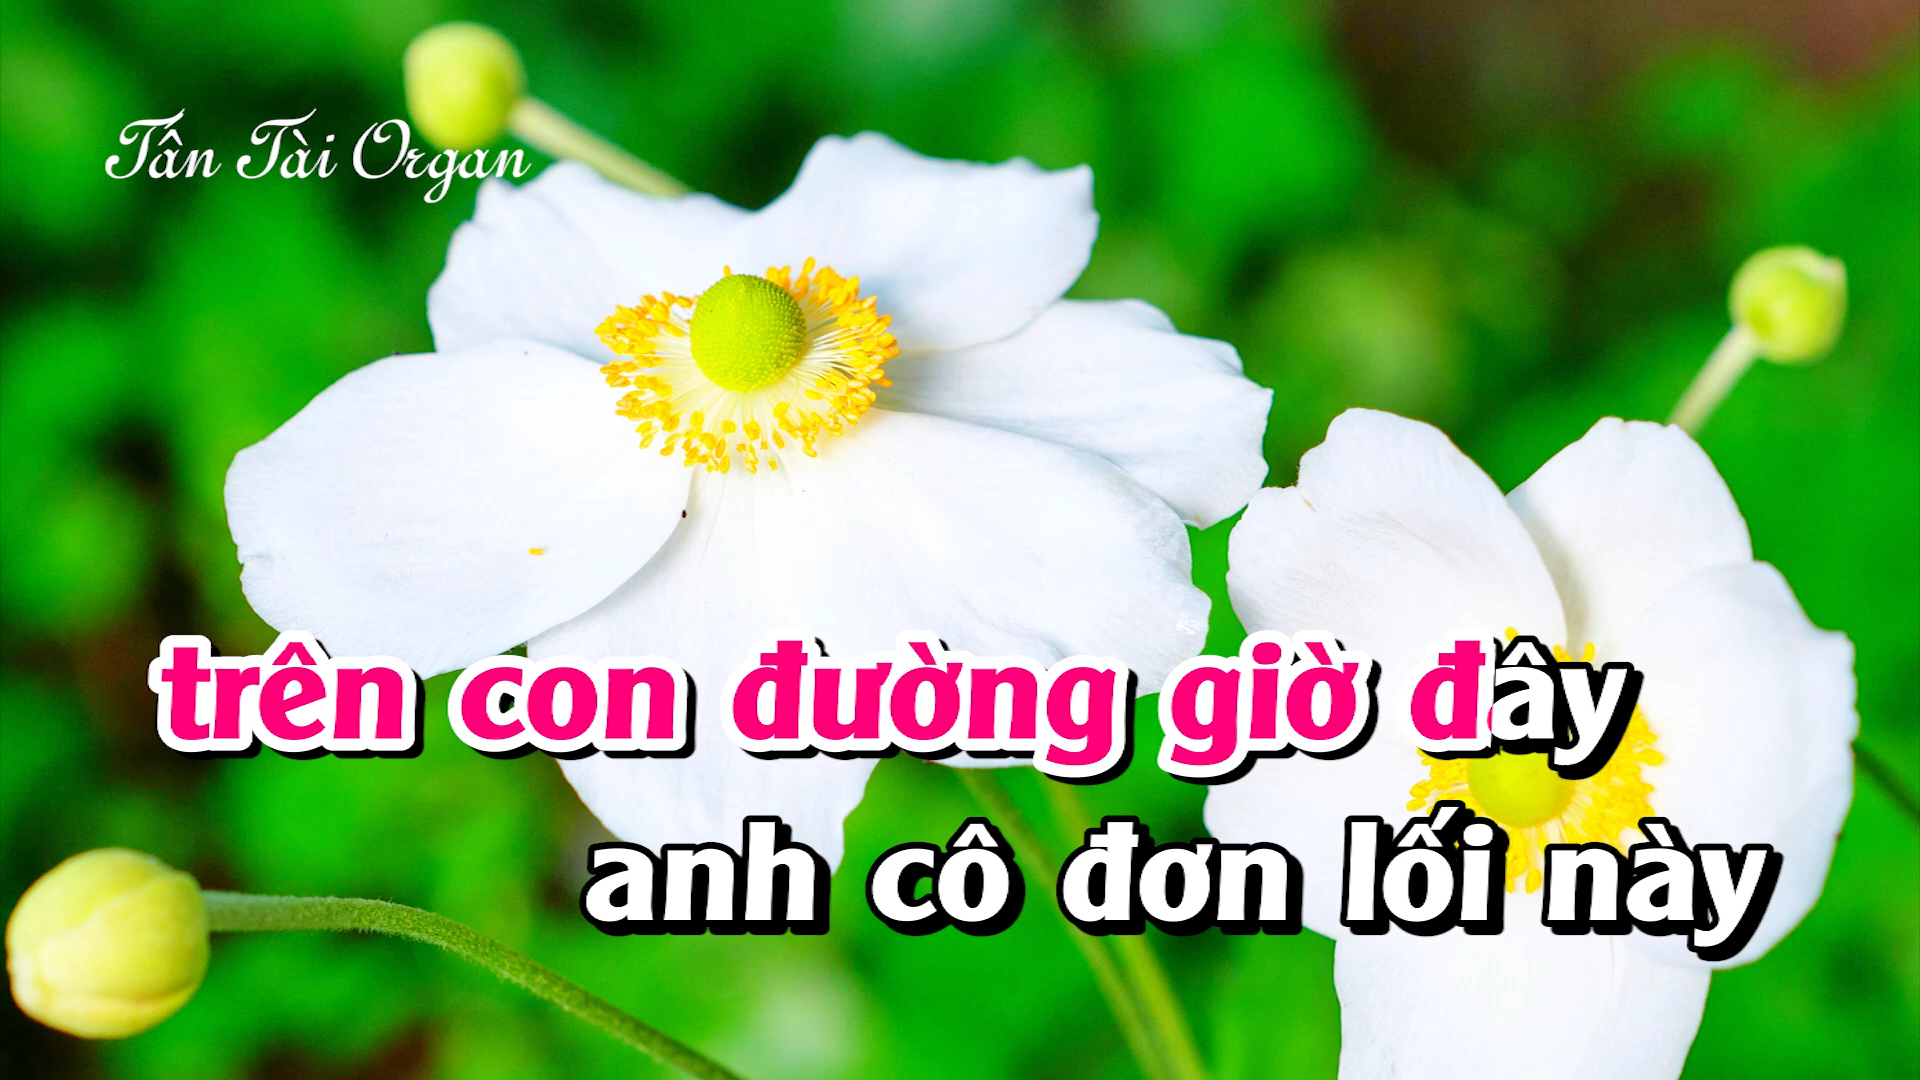 Tấn Tài Organ
trên con đường giờ đây
anh cô đơn lối này